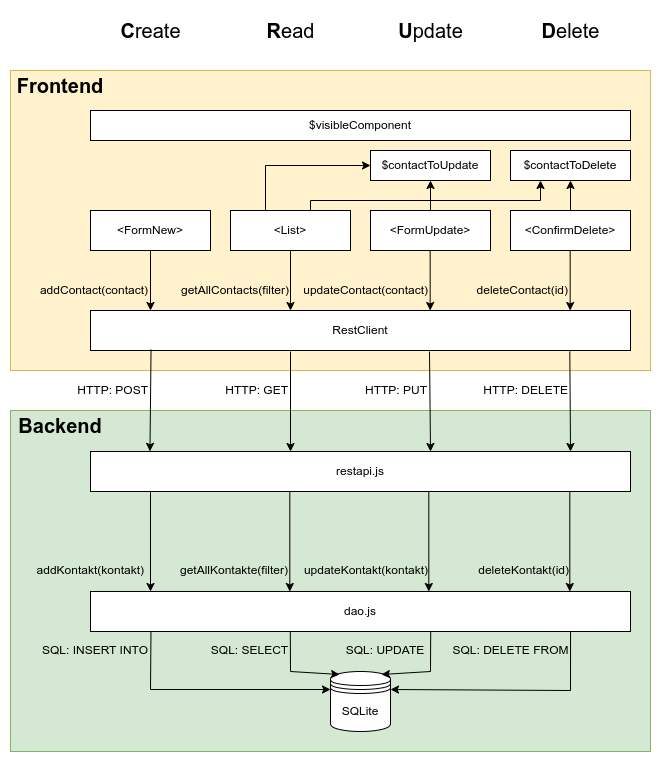 Create Read Update Delete
Frontend
$visibleComponent
$contactToUpdate $contactToDelete
<FormNew> <List> <FormUpdate> <ConfirmDelete>
addContact(contact) getAllContacts(filter) updateContact(contact) deleteContact(id)
RestClient
HTTP: POST HTTP: GET HTTP: PUT HTTP: DELETE
Backend
restapi.js
addKontakt(kontakt) getAllKontakte(filter) updateKontakt(kontakt) deleteKontakt(id)
dao.js
SQL: INSERT INTO SQL: SELECT SQL: UPDATE SQL: DELETE FROM
SQLite